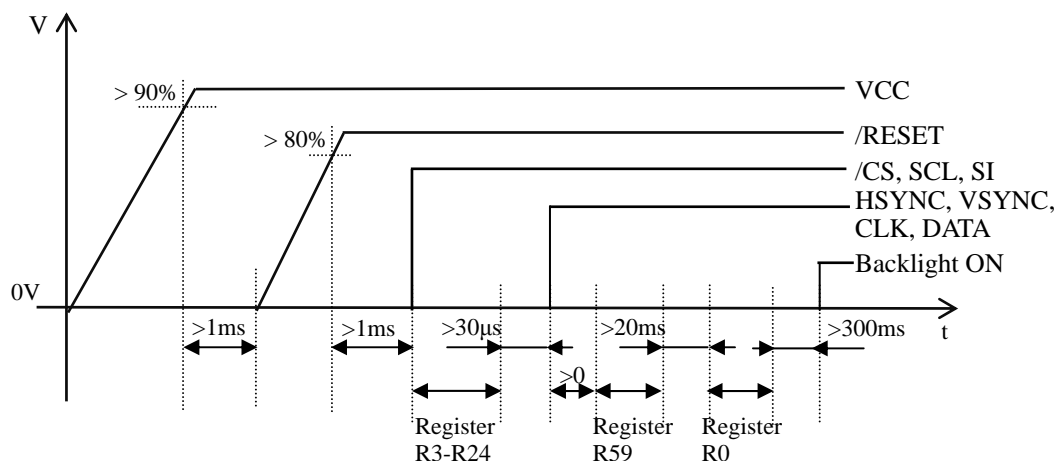 V
> 90%
VCC
> 80%
/RESET
/CS, SCL, SI
HSYNC, VSYNC,
CLK, DATA
Backlight ON
0V
t
>1ms
>1ms
>30μs
>20ms
>300ms
>0
Register
R3-R24
Register
R59
Register
R0